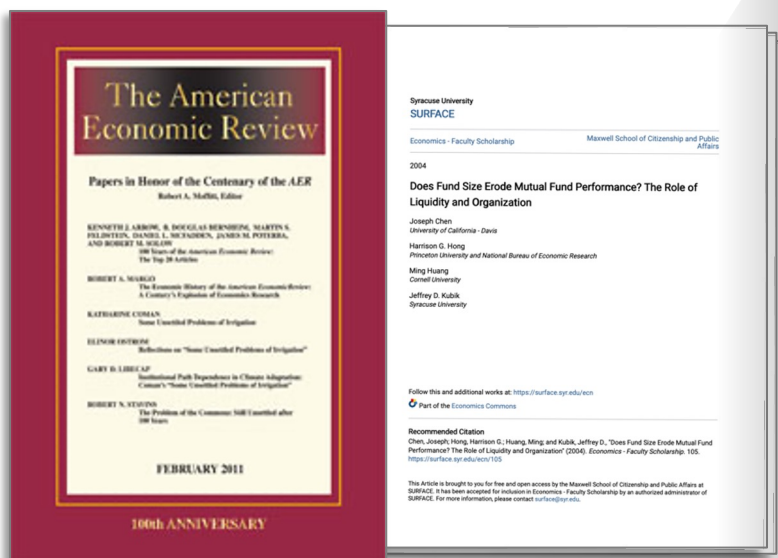 The American
Economic Review
Papers in Honor of the Centenary of the AER
Robert A. Moffitt, Editor
KENNETH J. ARROW, B. DOUGLAS BERNHEIM, MARTIN S.
FELDSTEIN, DANIEL L. MCFADDEN, JAMES M. POTERBA,
AND ROBERT M. SOLOW
100 Years of the American Economic Review:
The Top 20 Articles
ROBERT A. MARGO
The Economic History of the American Economic Review:
A Century's Explosion of Economics Research
KATHARINE COMAN
Some Unsettled Problems of Irrigation
ELINOR OSTROM
Reflections on "Some Unsettled Problems of Irrigation"
GARY D. LIBECAP
Institutional Path Dependence in Climate Adaptation:
Coman's "Some Unsettled Problems of Irrigation"
ROBERT N. STAVINS
The Problem of the Commons: Still Unsettled after
100 Years
FEBRUARY 2011
100th ANNIVERSARY
Syracuse University
SURFACE
Economics - Faculty Scholarship
Maxwell School of Citizenship and Public
Affairs
2004
Does Fund Size Erode Mutual Fund Performance? The Role of
Liquidity and Organization
Joseph Chen
University of California - Davis
Harrison G. Hong
Princeton University and National Bureau of Economic Research
Ming Huang
Cornell University
Jeffrey D. Kubik
Syracuse University
Follow this and additional works at: https://surface.syr.edu/ecn
Part of the Economics Commons
Recommended Citation
Chen, Joseph; Hong, Harrison G.; Huang, Ming; and Kubik, Jeffrey D., "Does Fund Size Erode Mutual Fund
Performance? The Role of Liquidity and Organization" (2004). Economics - Faculty Scholarship. 105.
https://surface.syr.edu/ecn/105
This Article is brought to you for free and open access by the Maxwell School of Citizenship and Public Affairs at
SURFACE. It has been accepted for inclusion in Economics - Faculty Scholarship by an authorized administrator of
SURFACE. For more information, please contact surface@syr.edu.